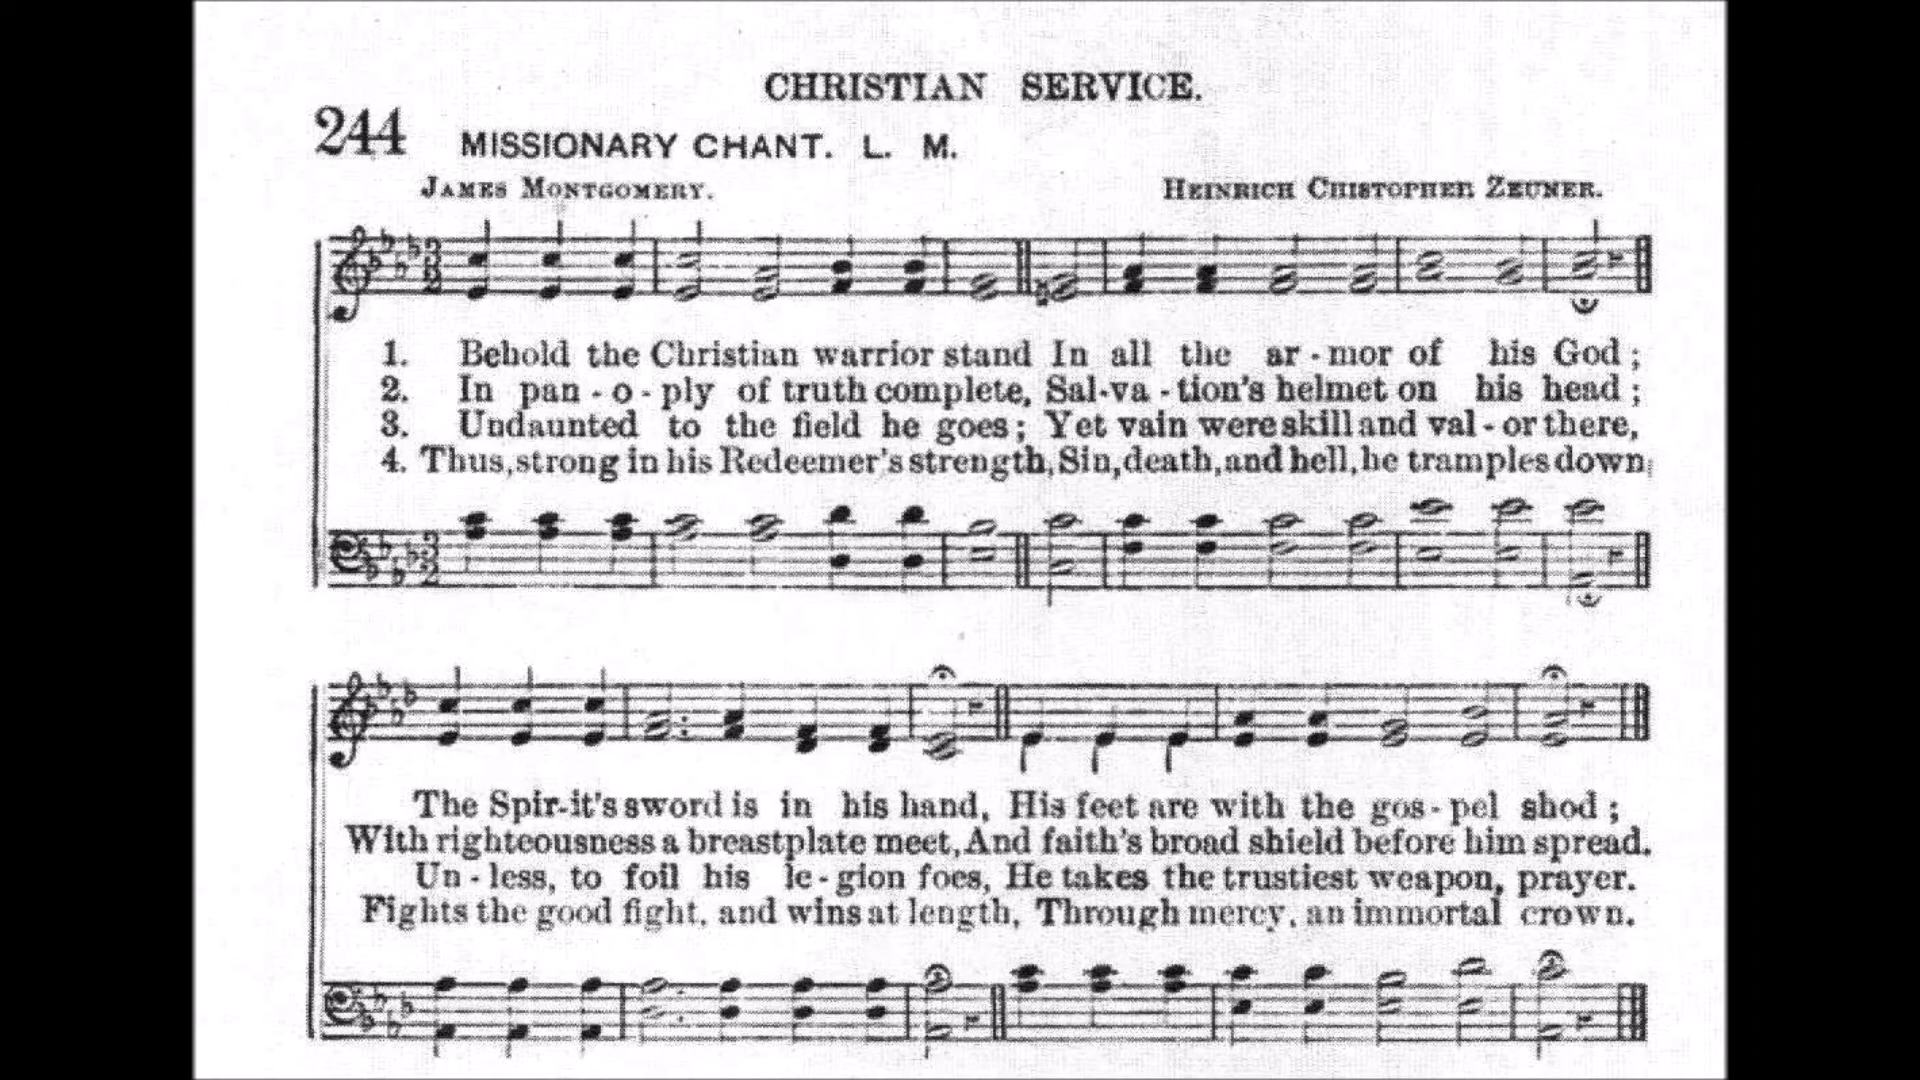 CHRISTIAN SERVICE.
244 MISSIONARY CHANT. L. M.
JAMES MONTGOMERY. HEINRICH CHISTOPHER ZEUNER.
3 2
1. Behold the Christian warrior stand In all the ar - mor of his God ;
2. In pan - o - ply of truth complete, Sal-va - tion's helmet on his head ;
3. Undaunted to the field he goes ; Yet vain were skill and val - or there,
4. Thus, strong in his Redeemer's strength, Sin, death, and hell, he tramples down;
3 2
The Spir-it's sword is in his hand, His feet are with the gos - pel shod ;
With righteousness a breastplate meet, And faith's broad shield before him spread.
Un - less, to foil his le - gion foes, He takes the trustiest weapon, prayer.
Fights the good fight, and wins at length, Through mercy, an immortal crown.